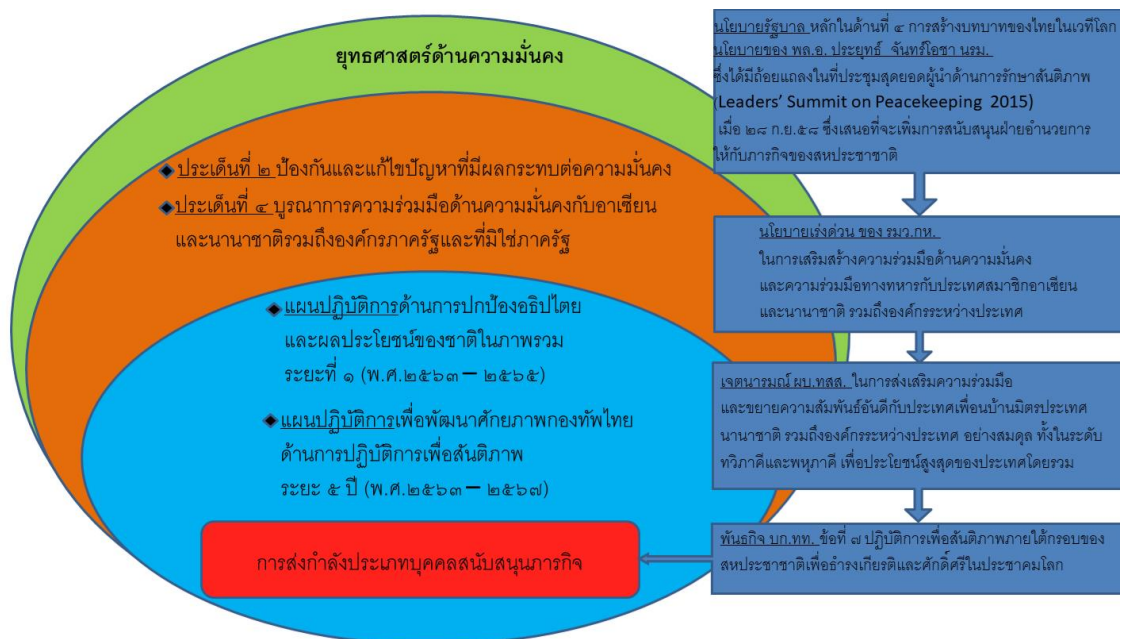 ยุทธศาสตร์ด้านความมั่นคง
◆ประเด็นที่ ๒ ป้องกันและแก้ไขปัญหาที่มีผลกระทบต่อความมั่นคง
◆ประเด็นที่ ๔ บูรณาการความร่วมมือด้านความมั่นคงกับอาเซียน
และนานาชาติรวมถึงองค์กรภาครัฐและที่มิใช่ภาครัฐ
◆แผนปฏิบัติการด้านการปกป้องอธิปไตย
และผลประโยชน์ของชาติในภาพรวม
ระยะที่ ๑ (พ.ศ.๒๕๖๓ – ๒๕๖๕)
◆แผนปฏิบัติการเพื่อพัฒนาศักยภาพกองทัพไทย
ด้านการปฏิบัติการเพื่อสันติภาพ
ระยะ ๕ ปี (พ.ศ.๒๕๖๓ – ๒๕๖๗)
การส่งกำลังประเภทบุคคลสนับสนุนภารกิจ
นโยบายรัฐบาล หลักในด้านที่ ๔ การสร้างบทบาทของไทยในเวทีโลก
นโยบายของ พล.อ. ประยุทธ์ จันทร์โอชา นรม.
ซึ่งได้มีถ้อยแถลงในที่ประชุมสุดยอดผู้นำด้านการรักษาสันติภาพ
(Leaders’ Summit on Peacekeeping 2015)
เมื่อ ๒๘ ก.ย.๕๘ ซึ่งเสนอที่จะเพิ่มการสนับสนุนฝ่ายอำนวยการ
ให้กับภารกิจของสหประชาชาติ
นโยบายเร่งด่วน ของ รมว.กห.
ในการเสริมสร้างความร่วมมือด้านความมั่นคง
และความร่วมมือทางทหารกับประเทศสมาชิกอาเซียน
และนานาชาติ รวมถึงองค์กรระหว่างประเทศ
เจตนารมณ์ ผบ.ทสส. ในการส่งเสริมความร่วมมือ
และขยายความสัมพันธ์อันดีกับประเทศเพื่อนบ้านมิตรประเทศ
นานาชาติ รวมถึงองค์กรระหว่างประเทศ อย่างสมดุล ทั้งในระดับ
ทวิภาคีและพหุภาคี เพื่อประโยชน์สูงสุดของประเทศโดยรวม
พันธกิจ บก.ทท. ข้อที่ ๗ ปฏิบัติการเพื่อสันติภาพภายใต้กรอบของ
สหประชาชาติเพื่อธำรงเกียรติและศักดิ์ศรีในประชาคมโลก